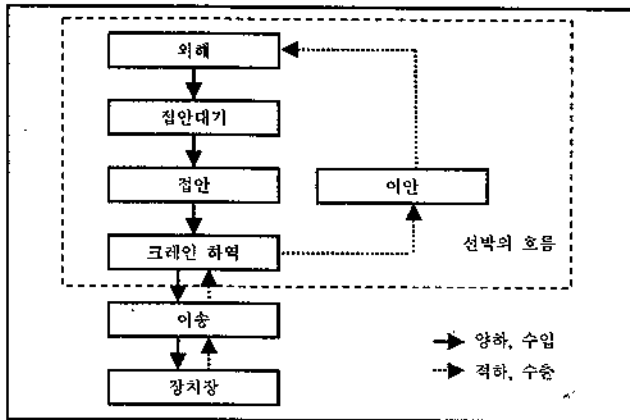 외해
접안대기
접안
이안
크레인 하역
선박의 흐름
이송
양하, 수입
장치장
적하, 수출